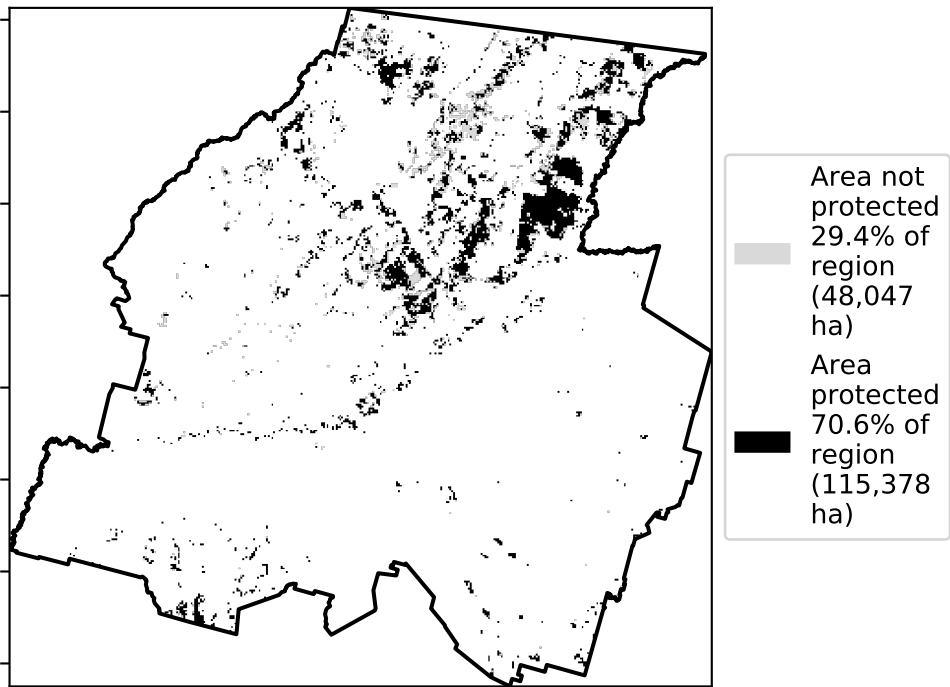 Area not
protected
29.4% of
region
(48,047
ha)
Area
protected
70.6% of
region
(115,378
ha)